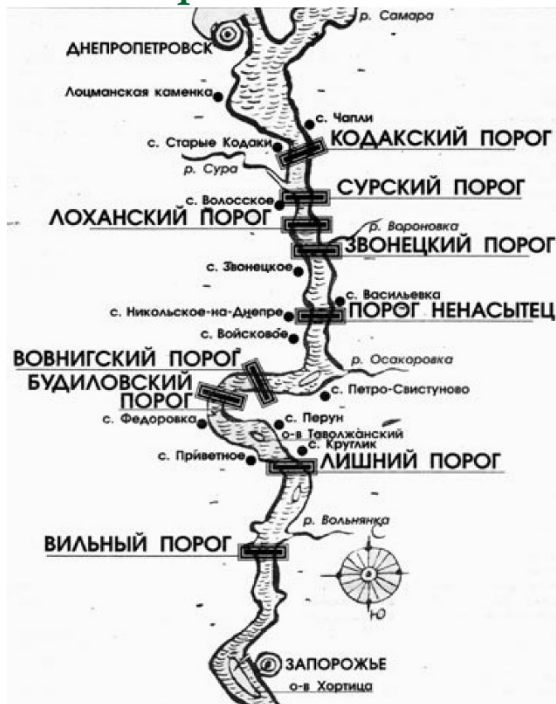 р. Самара
ДНЕПРОПЕТРОВСК
Лоцманская каменка
с. Чапли
с. Старые Кодаки
КОДАКСКИЙ ПОРОГ
р. Сура
СУРСКИЙ ПОРОГ
с. Волосское
ЛОХАНСКИЙ ПОРОГ
р. Вороновка
ЗВОНЕЦКИЙ ПОРОГ
с. Звонецкое
с. Васильевка
с. Никольское-на-Днепре
ПОРОГ НЕНАСЫТЕЦ
с. Войсковое
ВОВНИГСКИЙ ПОРОГ
р. Осакоровка
БУДИЛОВСКИЙ
ПОРОГ
с. Петро-Свистуново
с. Федоровка
с. Перун
о-в Таволжанский
с. Круглик
с. Приветное
ЛИШНИЙ ПОРОГ
р. Вольнянка
С
ВИЛЬНЫЙ ПОРОГ
Ю
ЗАПОРОЖЬЕ
о-в Хортица